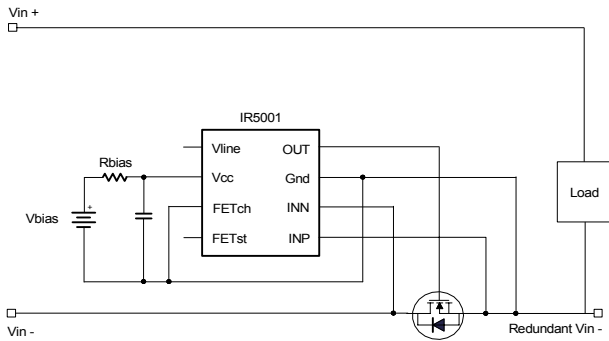 Vin +
IR5001
Vline
OUT
Rbias
Vcc
Gnd
Load
Vbias
+
FETch
INN
FETst
INP
Vin -
Redundant Vin -